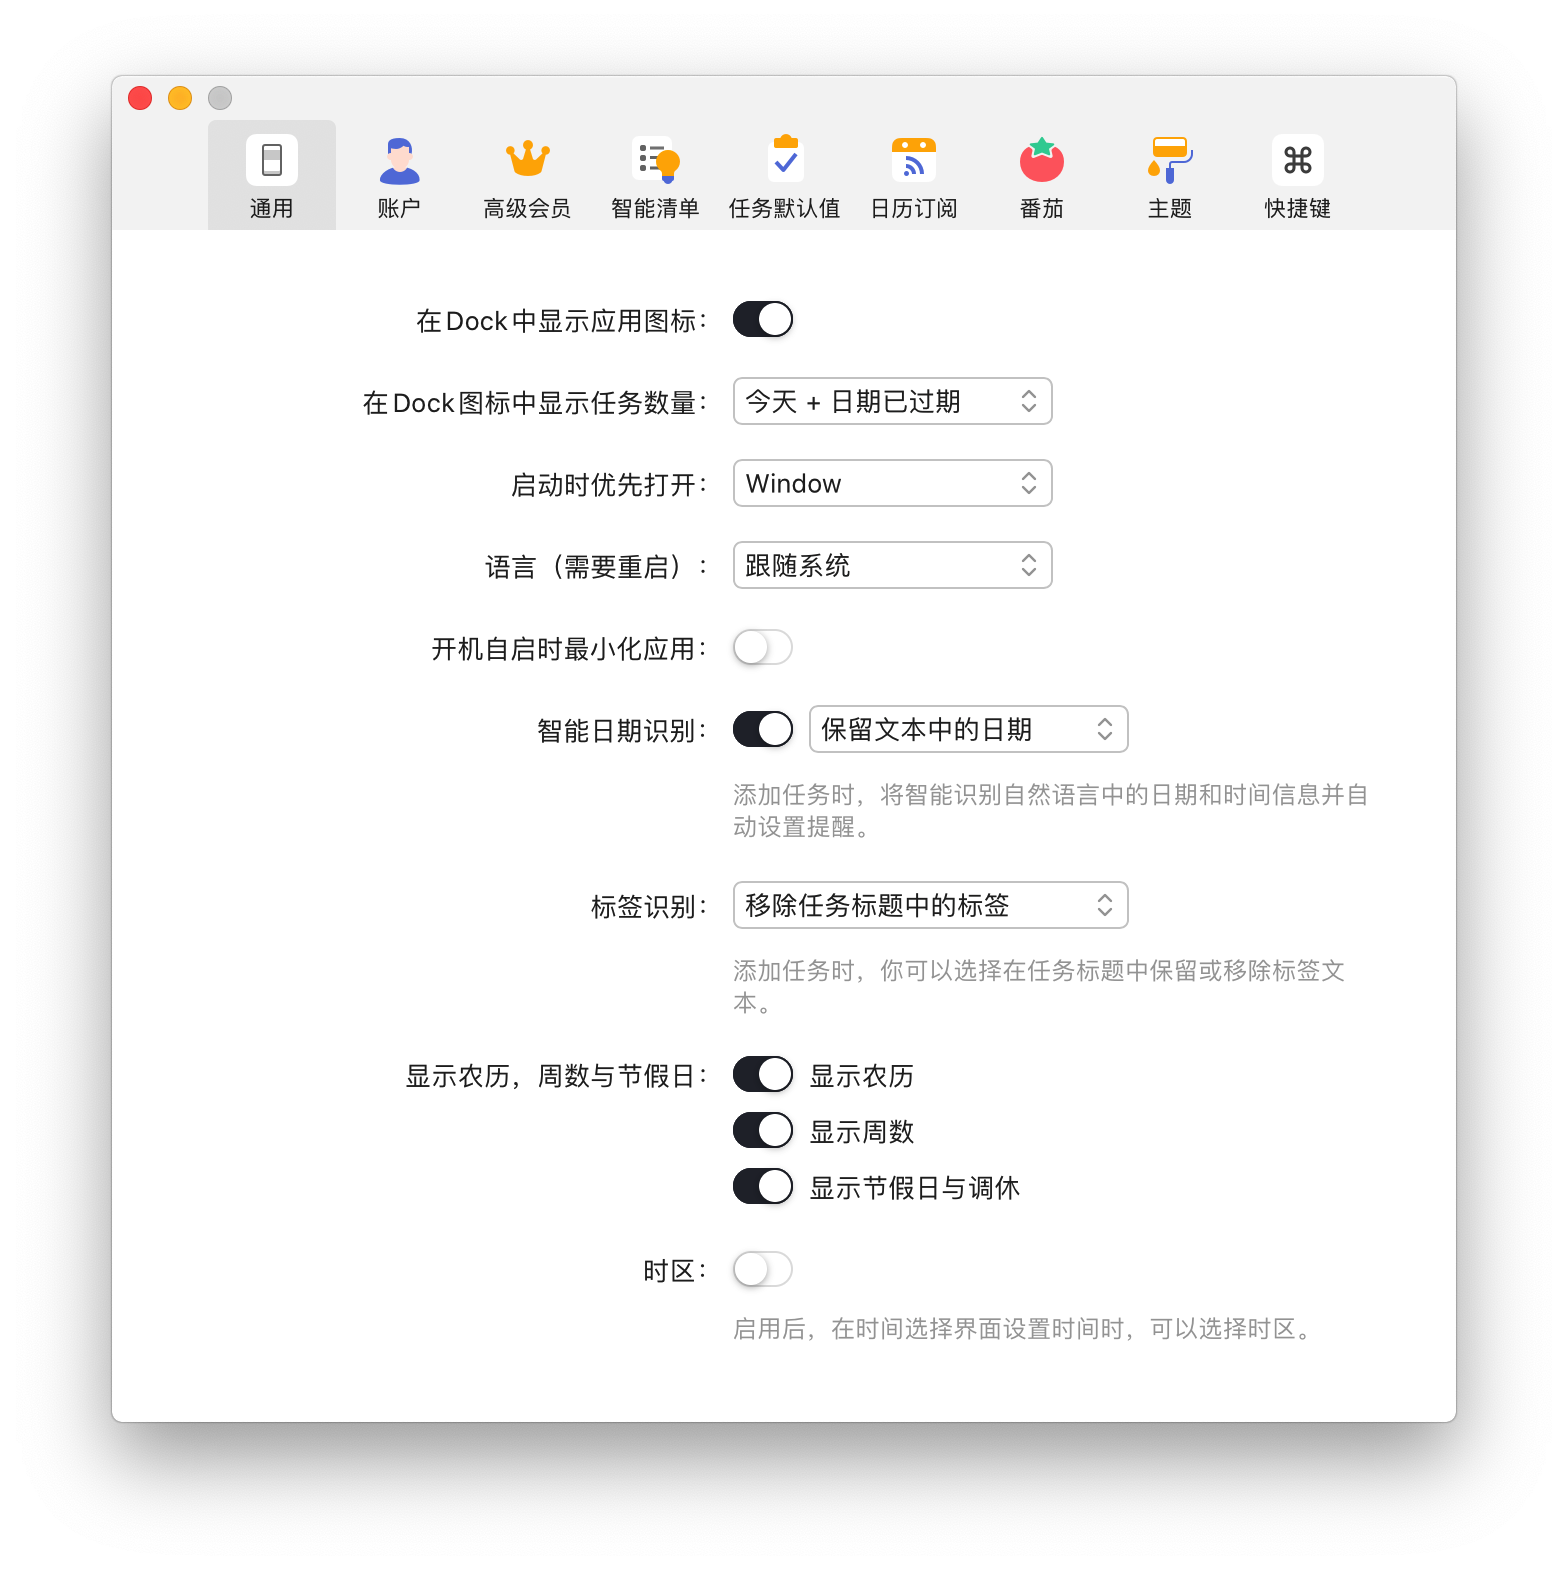 通用 账户 高级会员 智能清单 任务默认值 日历订阅 番茄 主题 快捷键
在Dock中显示应用图标：
在Dock图标中显示任务数量： 今天 + 日期已过期
启动时优先打开： Window
语言（需要重启）： 跟随系统
开机自启时最小化应用：
智能日期识别： 保留文本中的日期
添加任务时，将智能识别自然语言中的日期和时间信息并自
动设置提醒。
标签识别： 移除任务标题中的标签
添加任务时，你可以选择在任务标题中保留或移除标签文
本。
显示农历，周数与节假日： 显示农历
显示周数
显示节假日与调休
时区：
启用后，在时间选择界面设置时间时，可以选择时区。